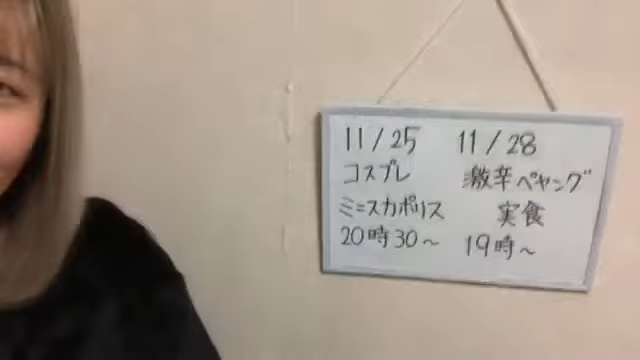 11/25
コスプレ
ミニスカポリス
20時30～
11/28
激辛ペヤング
実食
19時～